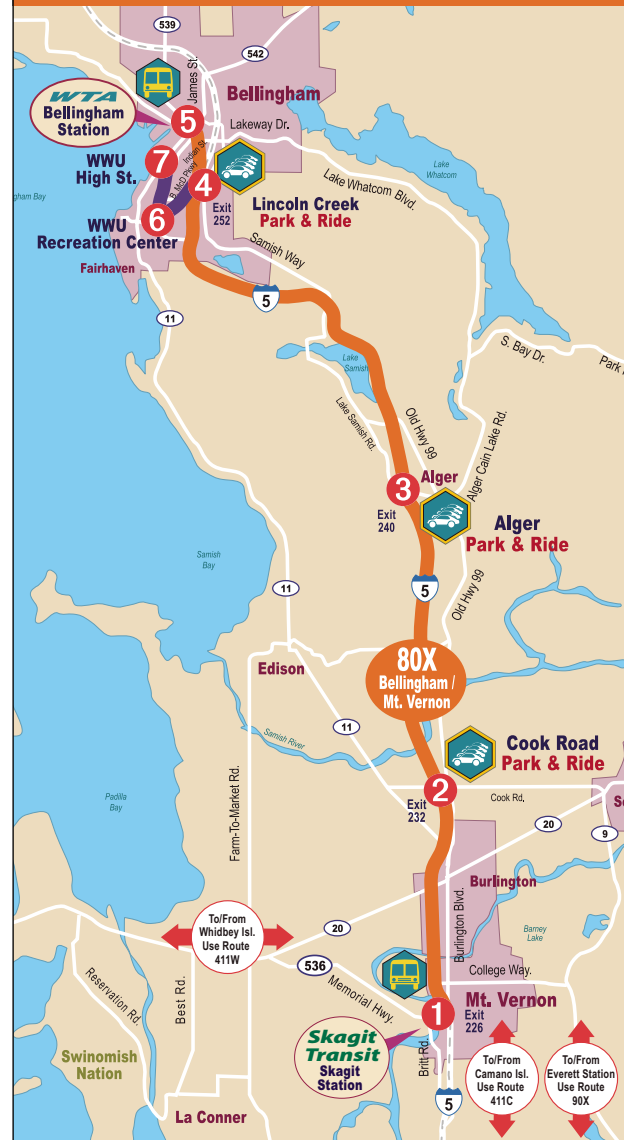 539
542
James St.
WTA
Bellingham
Station
5
Bellingham
Lakeway Dr.
Indian St.
B. McD Pkwy
7
WWU
High St.
4
Exit
252
Lincoln Creek
Park & Ride
Lake
Whatcom
Lake Whatcom Blvd.
gham Bay
6
WWU
Recreation Center
Fairhaven
Samish Way
11
5
S. Bay Dr.
Park
Lake
Samish
Lake Samish Rd.
Old Hwy 99
Alger Cain Lake Rd.
3
Alger
Exit
240
Alger
Park & Ride
Samish
Bay
11
5
Old Hwy 99
Edison
80X
Bellingham /
Mt. Vernon
11
Samish River
Cook Road
Park & Ride
2
Exit
232
Cook Rd.
Padilla
Bay
Farm-To-Market Rd.
20
9
Se
Burlington
Burlington Blvd.
Barney
Lake
To/From
Whidbey Isl.
Use Route
411W
20
536
Memorial Hwy.
College Way.
Mt. Vernon
1
Exit
226
Reservation Rd.
Best Rd.
Skagit
Transit
Skagit
Station
Britt Rd.
5
To/From
Camano Isl.
Use Route
411C
To/From
Everett Station
Use Route
90X
Swinomish
Nation
La Conner